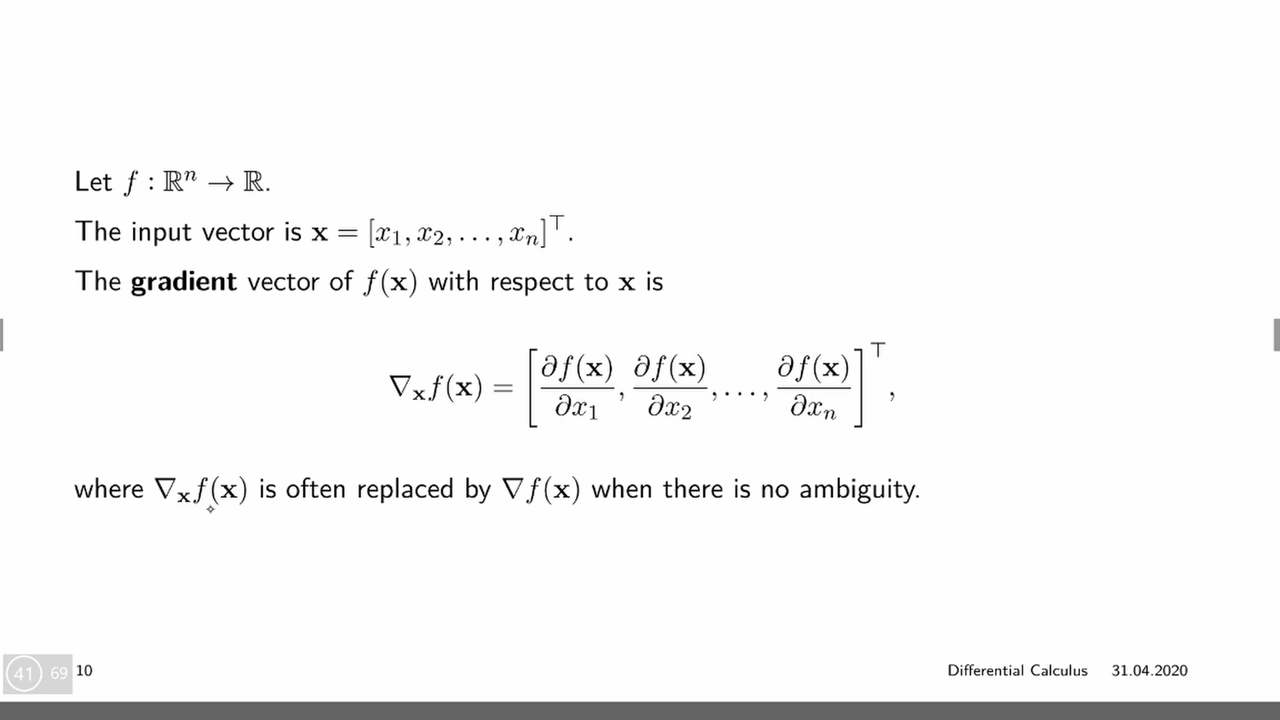 Let f : ℝⁿ → ℝ.
The input vector is 𝐱 = [x₁, x₂, . . . , xₙ]^⊤.
The gradient vector of f(𝐱) with respect to 𝐱 is
∇_𝐱 f(𝐱) = [∂f(𝐱)/∂x₁, ∂f(𝐱)/∂x₂, . . . , ∂f(𝐱)/∂xₙ]^⊤,
where ∇_𝐱 f(𝐱) is often replaced by ∇f(𝐱) when there is no ambiguity.
41 69 10 Differential Calculus 31.04.2020